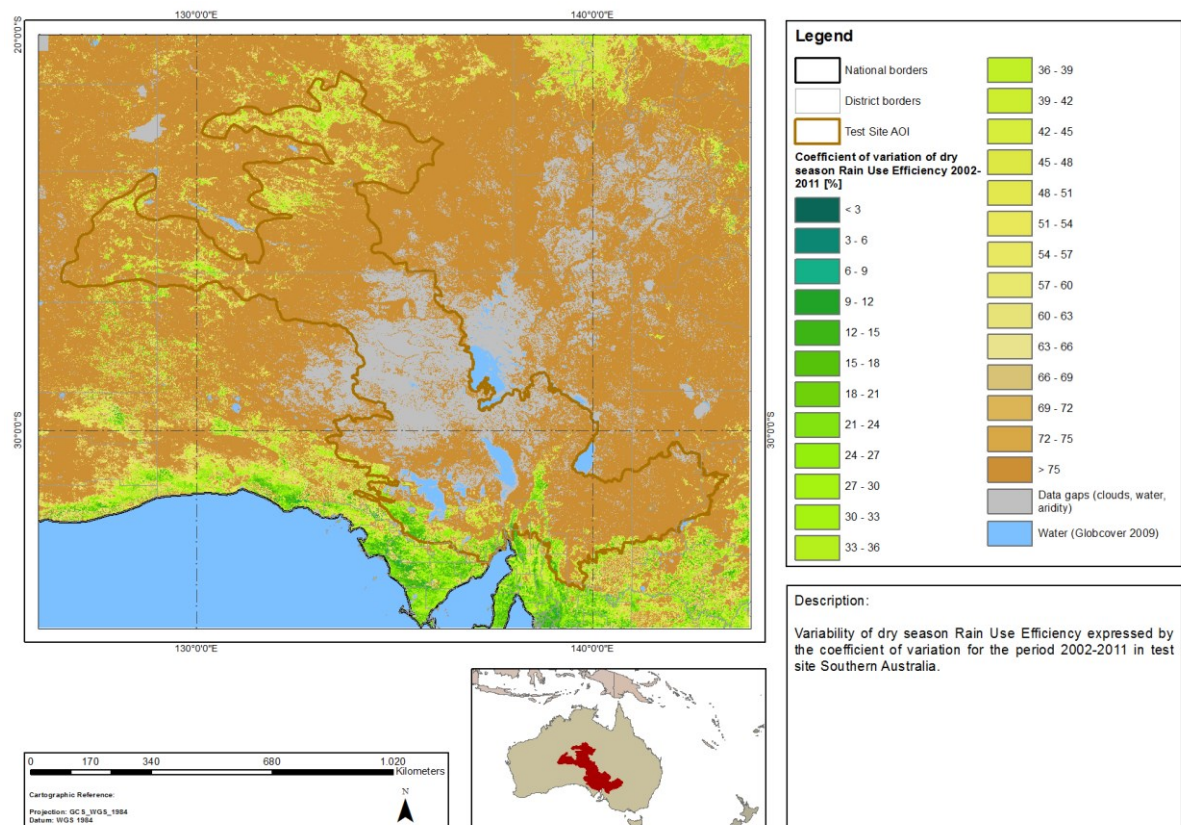 130°0'0"E
140°0'0"E
20°0'0"S
30°0'0"S
30°0'0"S
130°0'0"E
140°0'0"E
Legend
National borders
District borders
Test Site AOI
Coefficient of variation of dry
season Rain Use Efficiency 2002-
2011 [%]
< 3
3 - 6
6 - 9
9 - 12
12 - 15
15 - 18
18 - 21
21 - 24
24 - 27
27 - 30
30 - 33
33 - 36
36 - 39
39 - 42
42 - 45
45 - 48
48 - 51
51 - 54
54 - 57
57 - 60
60 - 63
63 - 66
66 - 69
69 - 72
72 - 75
> 75
Data gaps (clouds, water,
aridity)
Water (Globcover 2009)
Description:
Variability of dry season Rain Use Efficiency expressed by
the coefficient of variation for the period 2002-2011 in test
site Southern Australia.
0 170 340 680 1.020
Kilometers
Cartographic Reference:
Projection: GCS_WGS_1984
Datum: WGS 1984
N